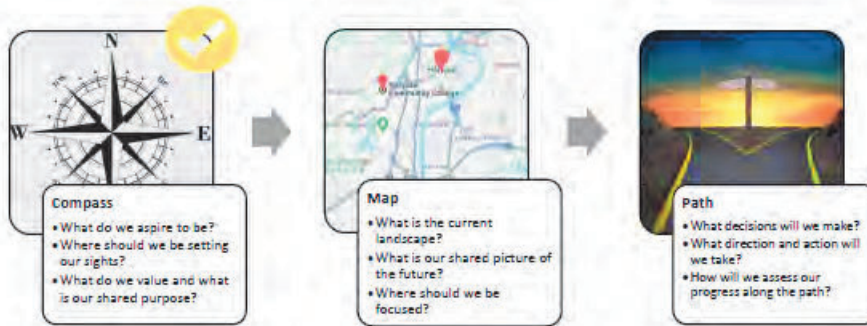 N
W
E
Compass
• What do we aspire to be?
• Where should we be setting
our sights?
• What do we value and what
is our shared purpose?
Community College
Map
• What is the current
landscape?
• What is our shared picture of
the future?
• Where should we be
focused?
Path
• What decisions will we make?
• What direction and action will
we take?
• How will we assess our
progress along the path?